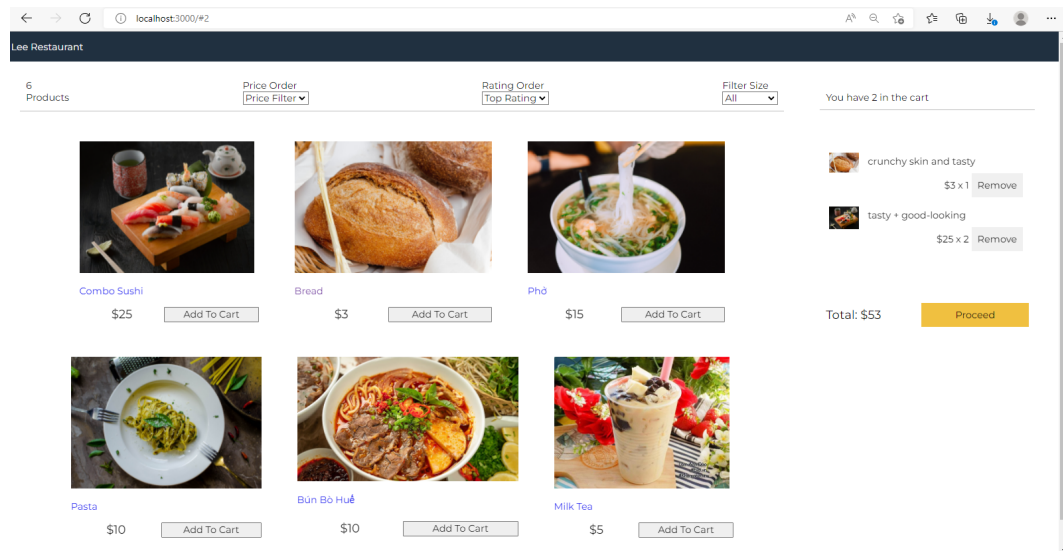 localhost:3000/#2
Lee Restaurant
6
Products
Price Order
Price Filter
Rating Order
Top Rating
Filter Size
All
You have 2 in the cart
crunchy skin and tasty
$3 x 1 Remove
tasty + good-looking
$25 x 2 Remove
Total: $53 Proceed
Combo Sushi
$25 Add To Cart
Bread
$3 Add To Cart
Phở
$15 Add To Cart
Pasta
$10 Add To Cart
Bún Bò Huế
$10 Add To Cart
Milk Tea
$5 Add To Cart